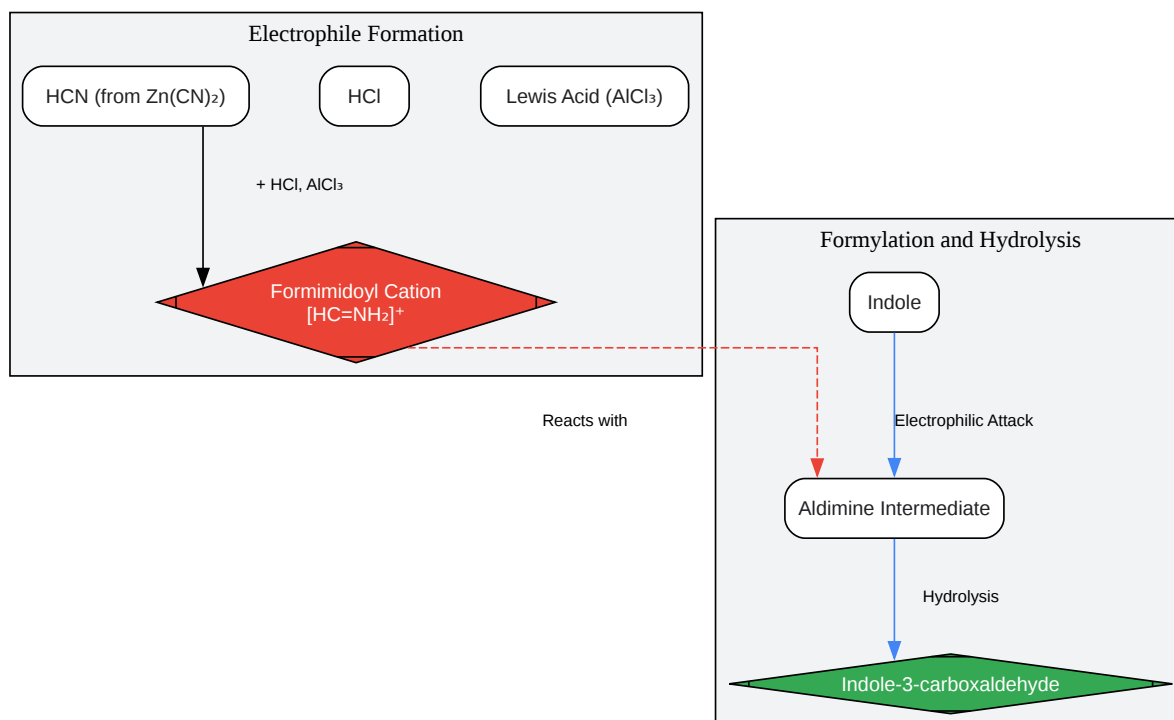 Electrophile Formation
HCN (from Zn(CN)₂)
HCl
Lewis Acid (AlCl₃)
+ HCl, AlCl₃
Formimidoyl Cation
[HC=NH₂]⁺
Reacts with
Formylation and Hydrolysis
Indole
Electrophilic Attack
Aldimine Intermediate
Hydrolysis
Indole-3-carboxaldehyde